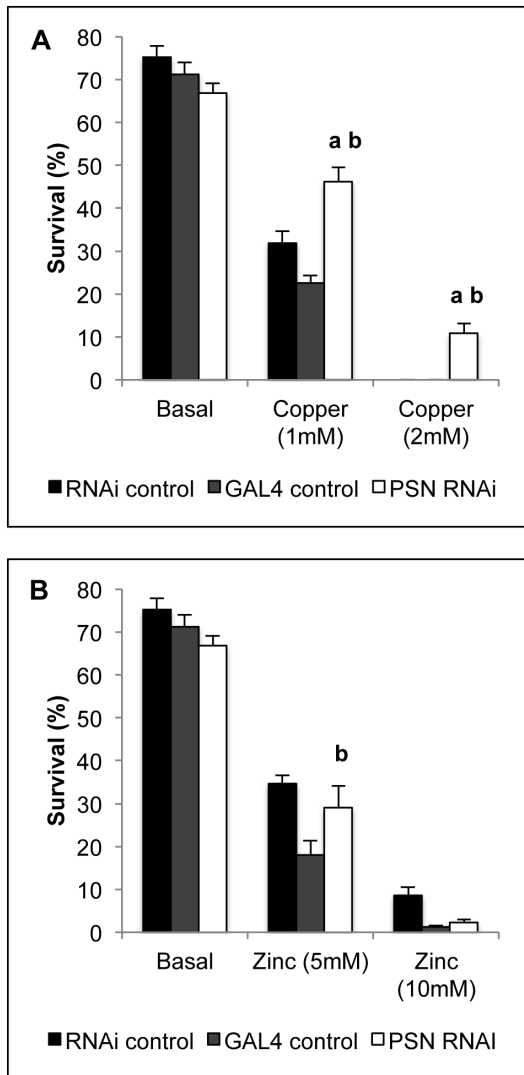 A
80
70
60
50
40
30
20
10
0
Survival (%)
a b
a b
Basal
Copper
(1mM)
Copper
(2mM)
RNAi control GAL4 control PSN RNAi
B
80
70
60
50
40
30
20
10
0
Survival (%)
b
Basal
Zinc (5mM)
Zinc
(10mM)
RNAi control GAL4 control PSN RNAI